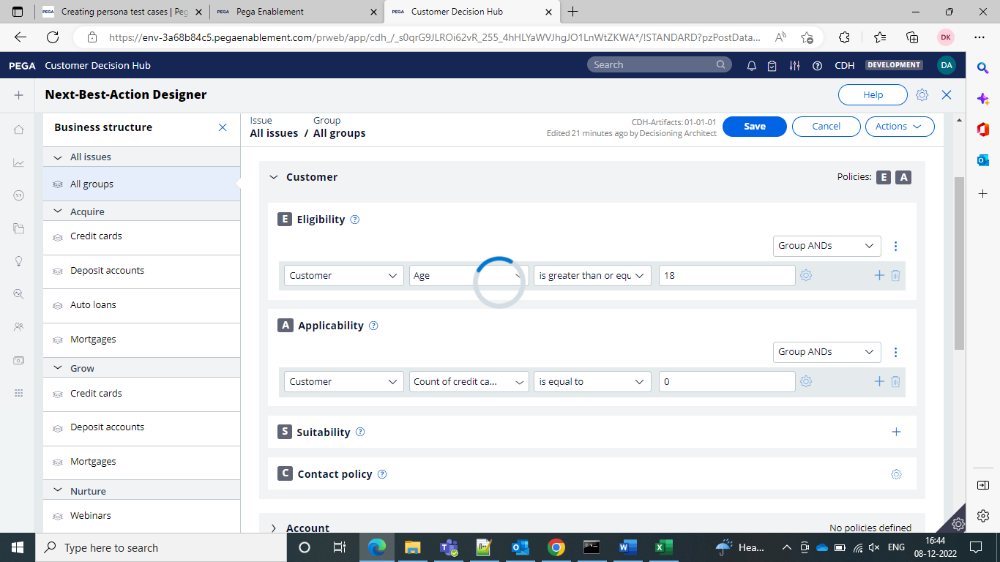 Creating persona test cases | Peg
PEGA Pega Enablement
PEGA Customer Decision Hub
https://env-3a68b84c5.pegaenablement.com/prweb/app/cdh_/_s0qrG9JLROi62vR_255_4hHLYaWVJhgJO1LnWtZKWA*/!STANDARD?pzPostData...
DK
PEGA Customer Decision Hub
Search
CDH DEVELOPMENT DA
Next-Best-Action Designer
Help
Business structure
Issue Group
All issues / All groups
CDH-Artifacts: 01-01-01
Edited 21 minutes ago by Decisioning Architect
Save Cancel Actions
All issues
All groups
Acquire
Credit cards
Deposit accounts
Auto loans
Mortgages
Grow
Credit cards
Deposit accounts
Mortgages
Nurture
Webinars
Customer Policies: E A
E Eligibility
Group ANDs
Customer Age is greater than or equ 18
A Applicability
Group ANDs
Customer Count of credit ca... is equal to 0
S Suitability
C Contact policy
Account No policies defined
Type here to search
Hea...
ENG
16:44
08-12-2022